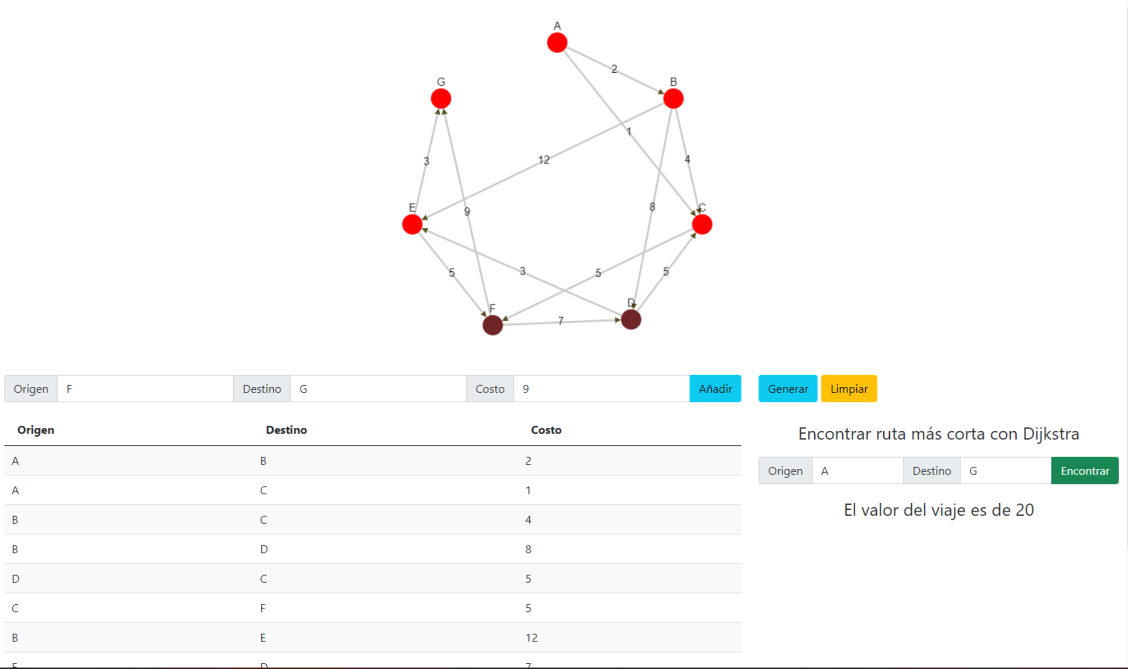 A
2
G
B
1
3
12
4
E
9
8
C
5
3
5
5
F
D
7
Origen F Destino G Costo 9 Añadir Generar Limpiar
Origen Destino Costo
Encontrar ruta más corta con Dijkstra
A B 2
Origen A Destino G Encontrar
A C 1
El valor del viaje es de 20
B C 4
B D 8
D C 5
C F 5
B E 12
F D 7